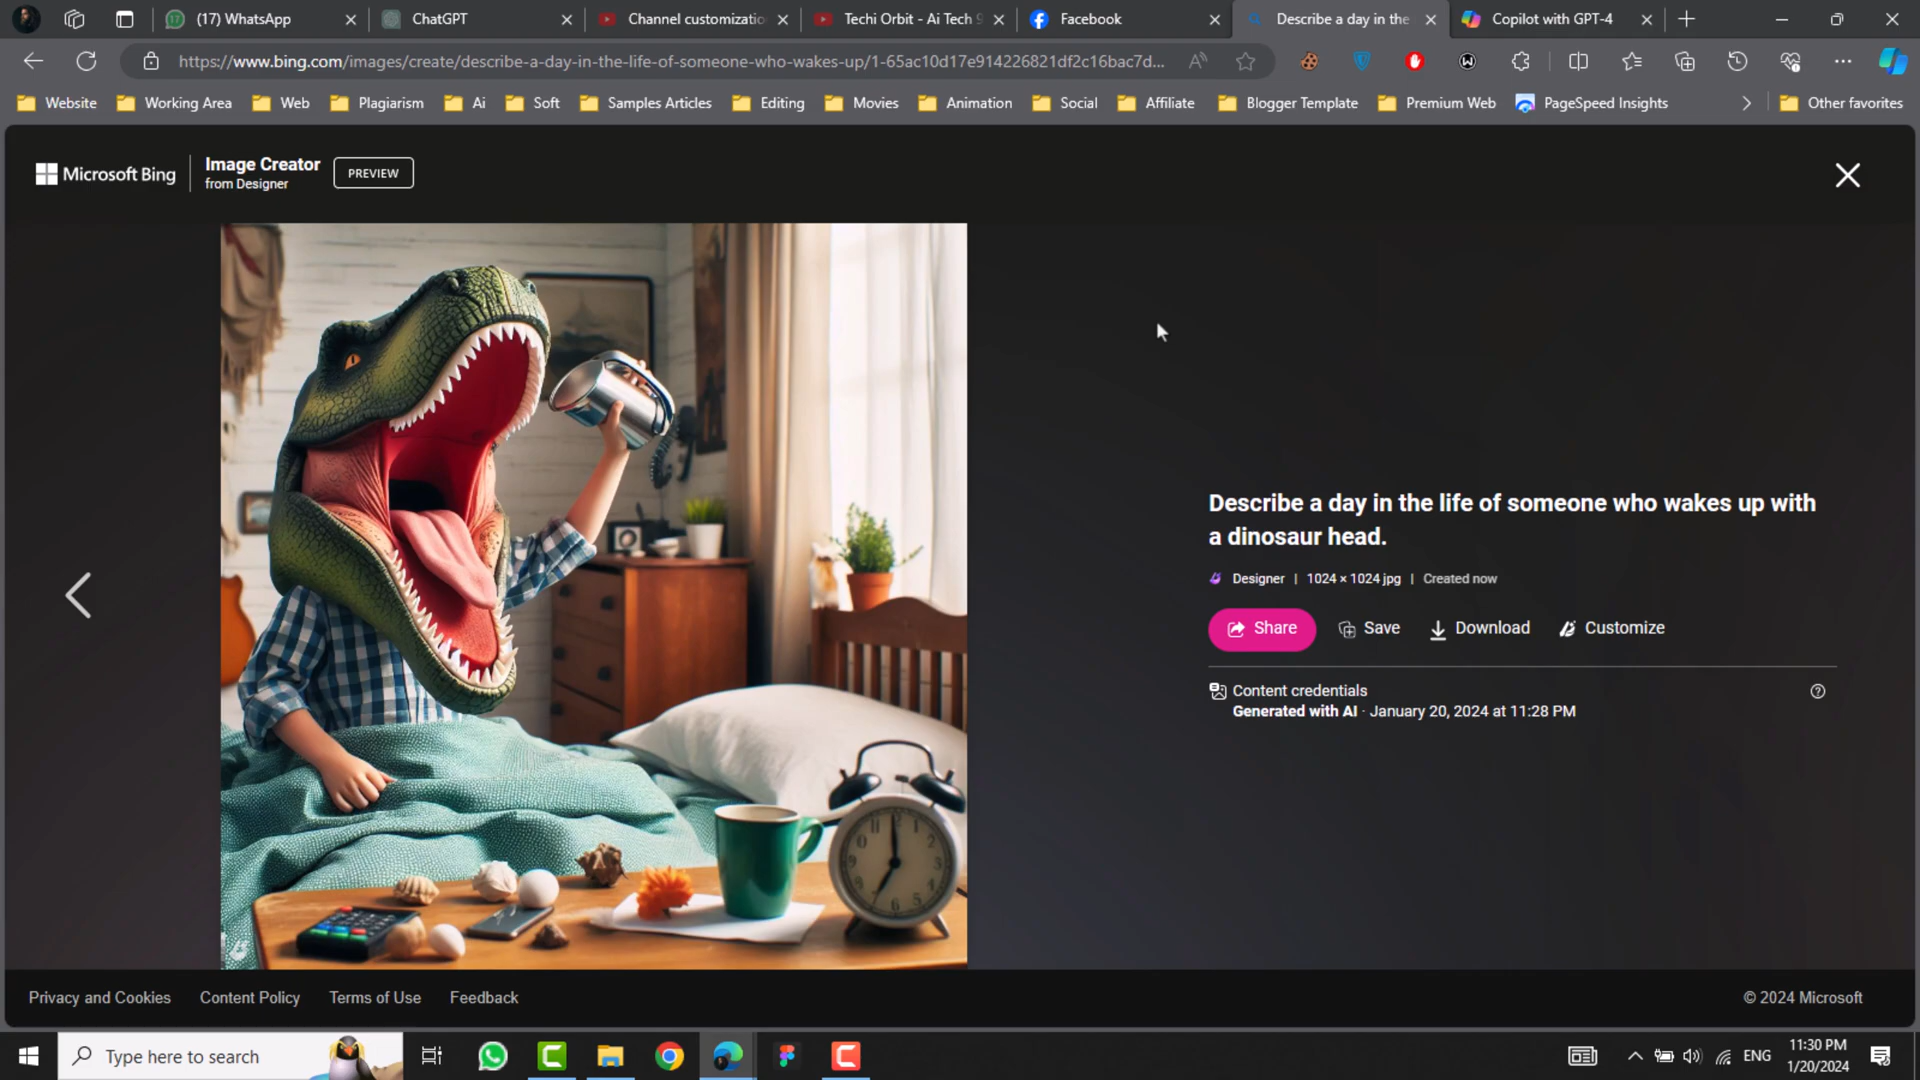 (17) WhatsApp
ChatGPT
Channel customizatio
Techi Orbit - Ai Tech 9
Facebook
Describe a day in the
Copilot with GPT-4
https://www.bing.com/images/create/describe-a-day-in-the-life-of-someone-who-wakes-up/1-65ac10d17e914226821df2c16bac7d...
Website
Working Area
Web
Plagiarism
Ai
Soft
Samples Articles
Editing
Movies
Animation
Social
Affiliate
Blogger Template
Premium Web
PageSpeed Insights
Other favorites
Microsoft Bing
Image Creator
from Designer
PREVIEW
Describe a day in the life of someone who wakes up with
a dinosaur head.
Designer | 1024 × 1024 jpg | Created now
Share
Save
Download
Customize
Content credentials
Generated with AI · January 20, 2024 at 11:28 PM
Privacy and Cookies
Content Policy
Terms of Use
Feedback
© 2024 Microsoft
Type here to search
ENG
11:30 PM
1/20/2024